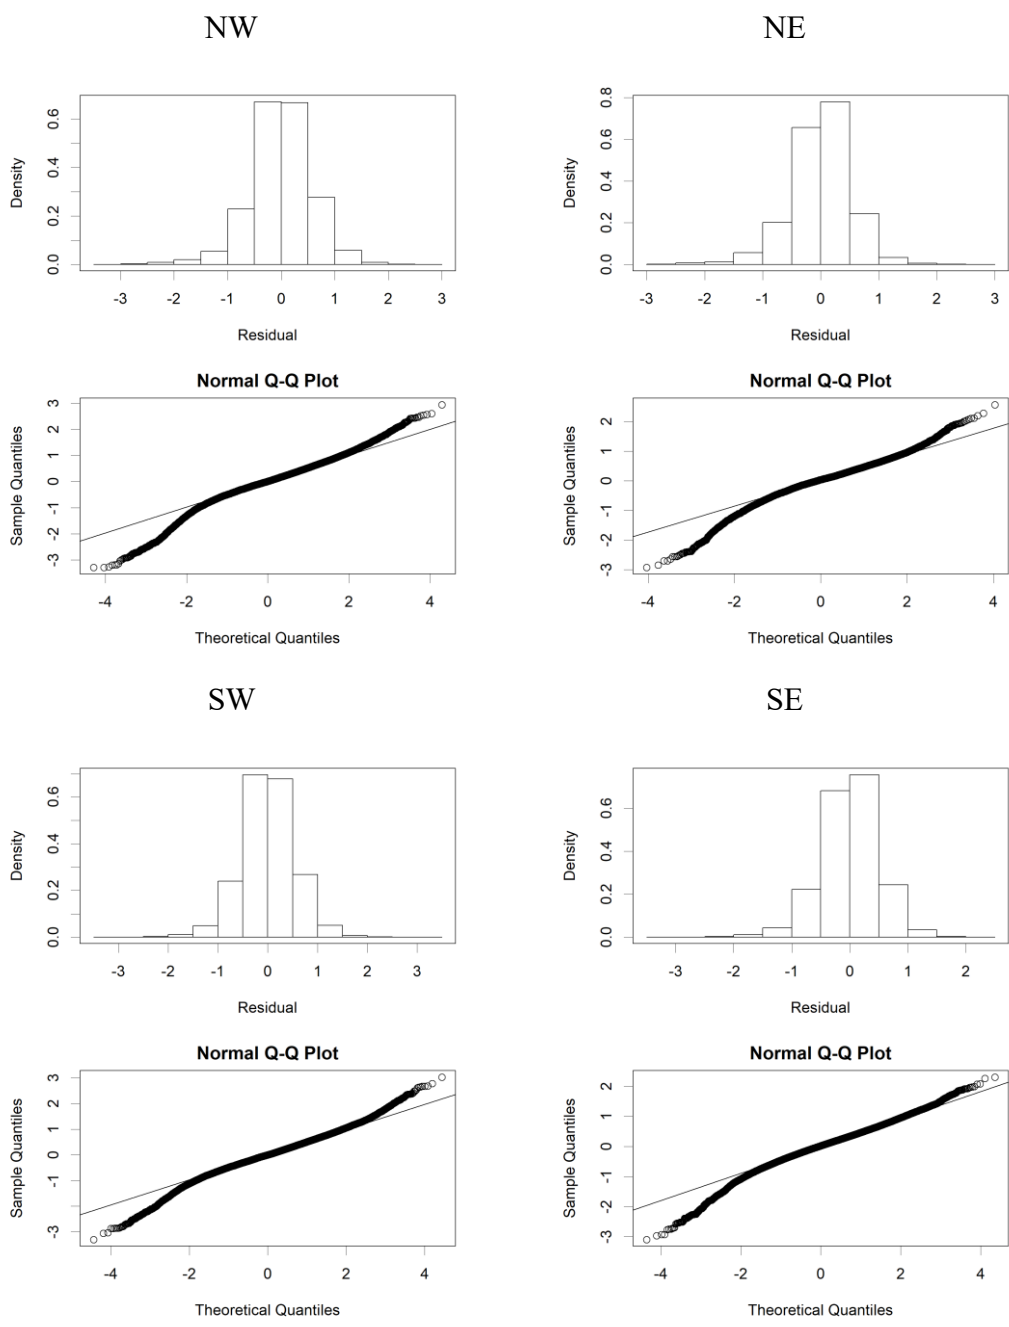 NW
NE
Density
0.0 0.2 0.4 0.6
-3 -2 -1 0 1 2 3
Residual
Density
0.0 0.2 0.4 0.6 0.8
-3 -2 -1 0 1 2 3
Residual
Normal Q-Q Plot
Sample Quantiles
-3 -2 -1 0 1 2 3
-4 -2 0 2 4
Theoretical Quantiles
Normal Q-Q Plot
Sample Quantiles
-3 -2 -1 0 1 2
-4 -2 0 2 4
Theoretical Quantiles
SW
SE
Density
0.0 0.2 0.4 0.6
-3 -2 -1 0 1 2 3
Residual
Density
0.0 0.2 0.4 0.6
-3 -2 -1 0 1 2
Residual
Normal Q-Q Plot
Sample Quantiles
-3 -1 0 1 2 3
-4 -2 0 2 4
Theoretical Quantiles
Normal Q-Q Plot
Sample Quantiles
-3 -2 -1 0 1 2
-4 -2 0 2 4
Theoretical Quantiles